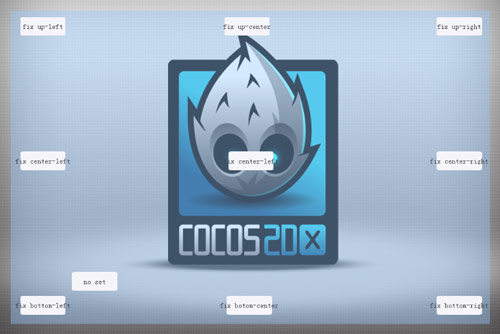 fix up-left
fix up-center
fix up-right
fix center-left
fix center-left
fix center-right
COCOS2DX
no set
fix bottom-left
fix botom-center
fix bottom-right